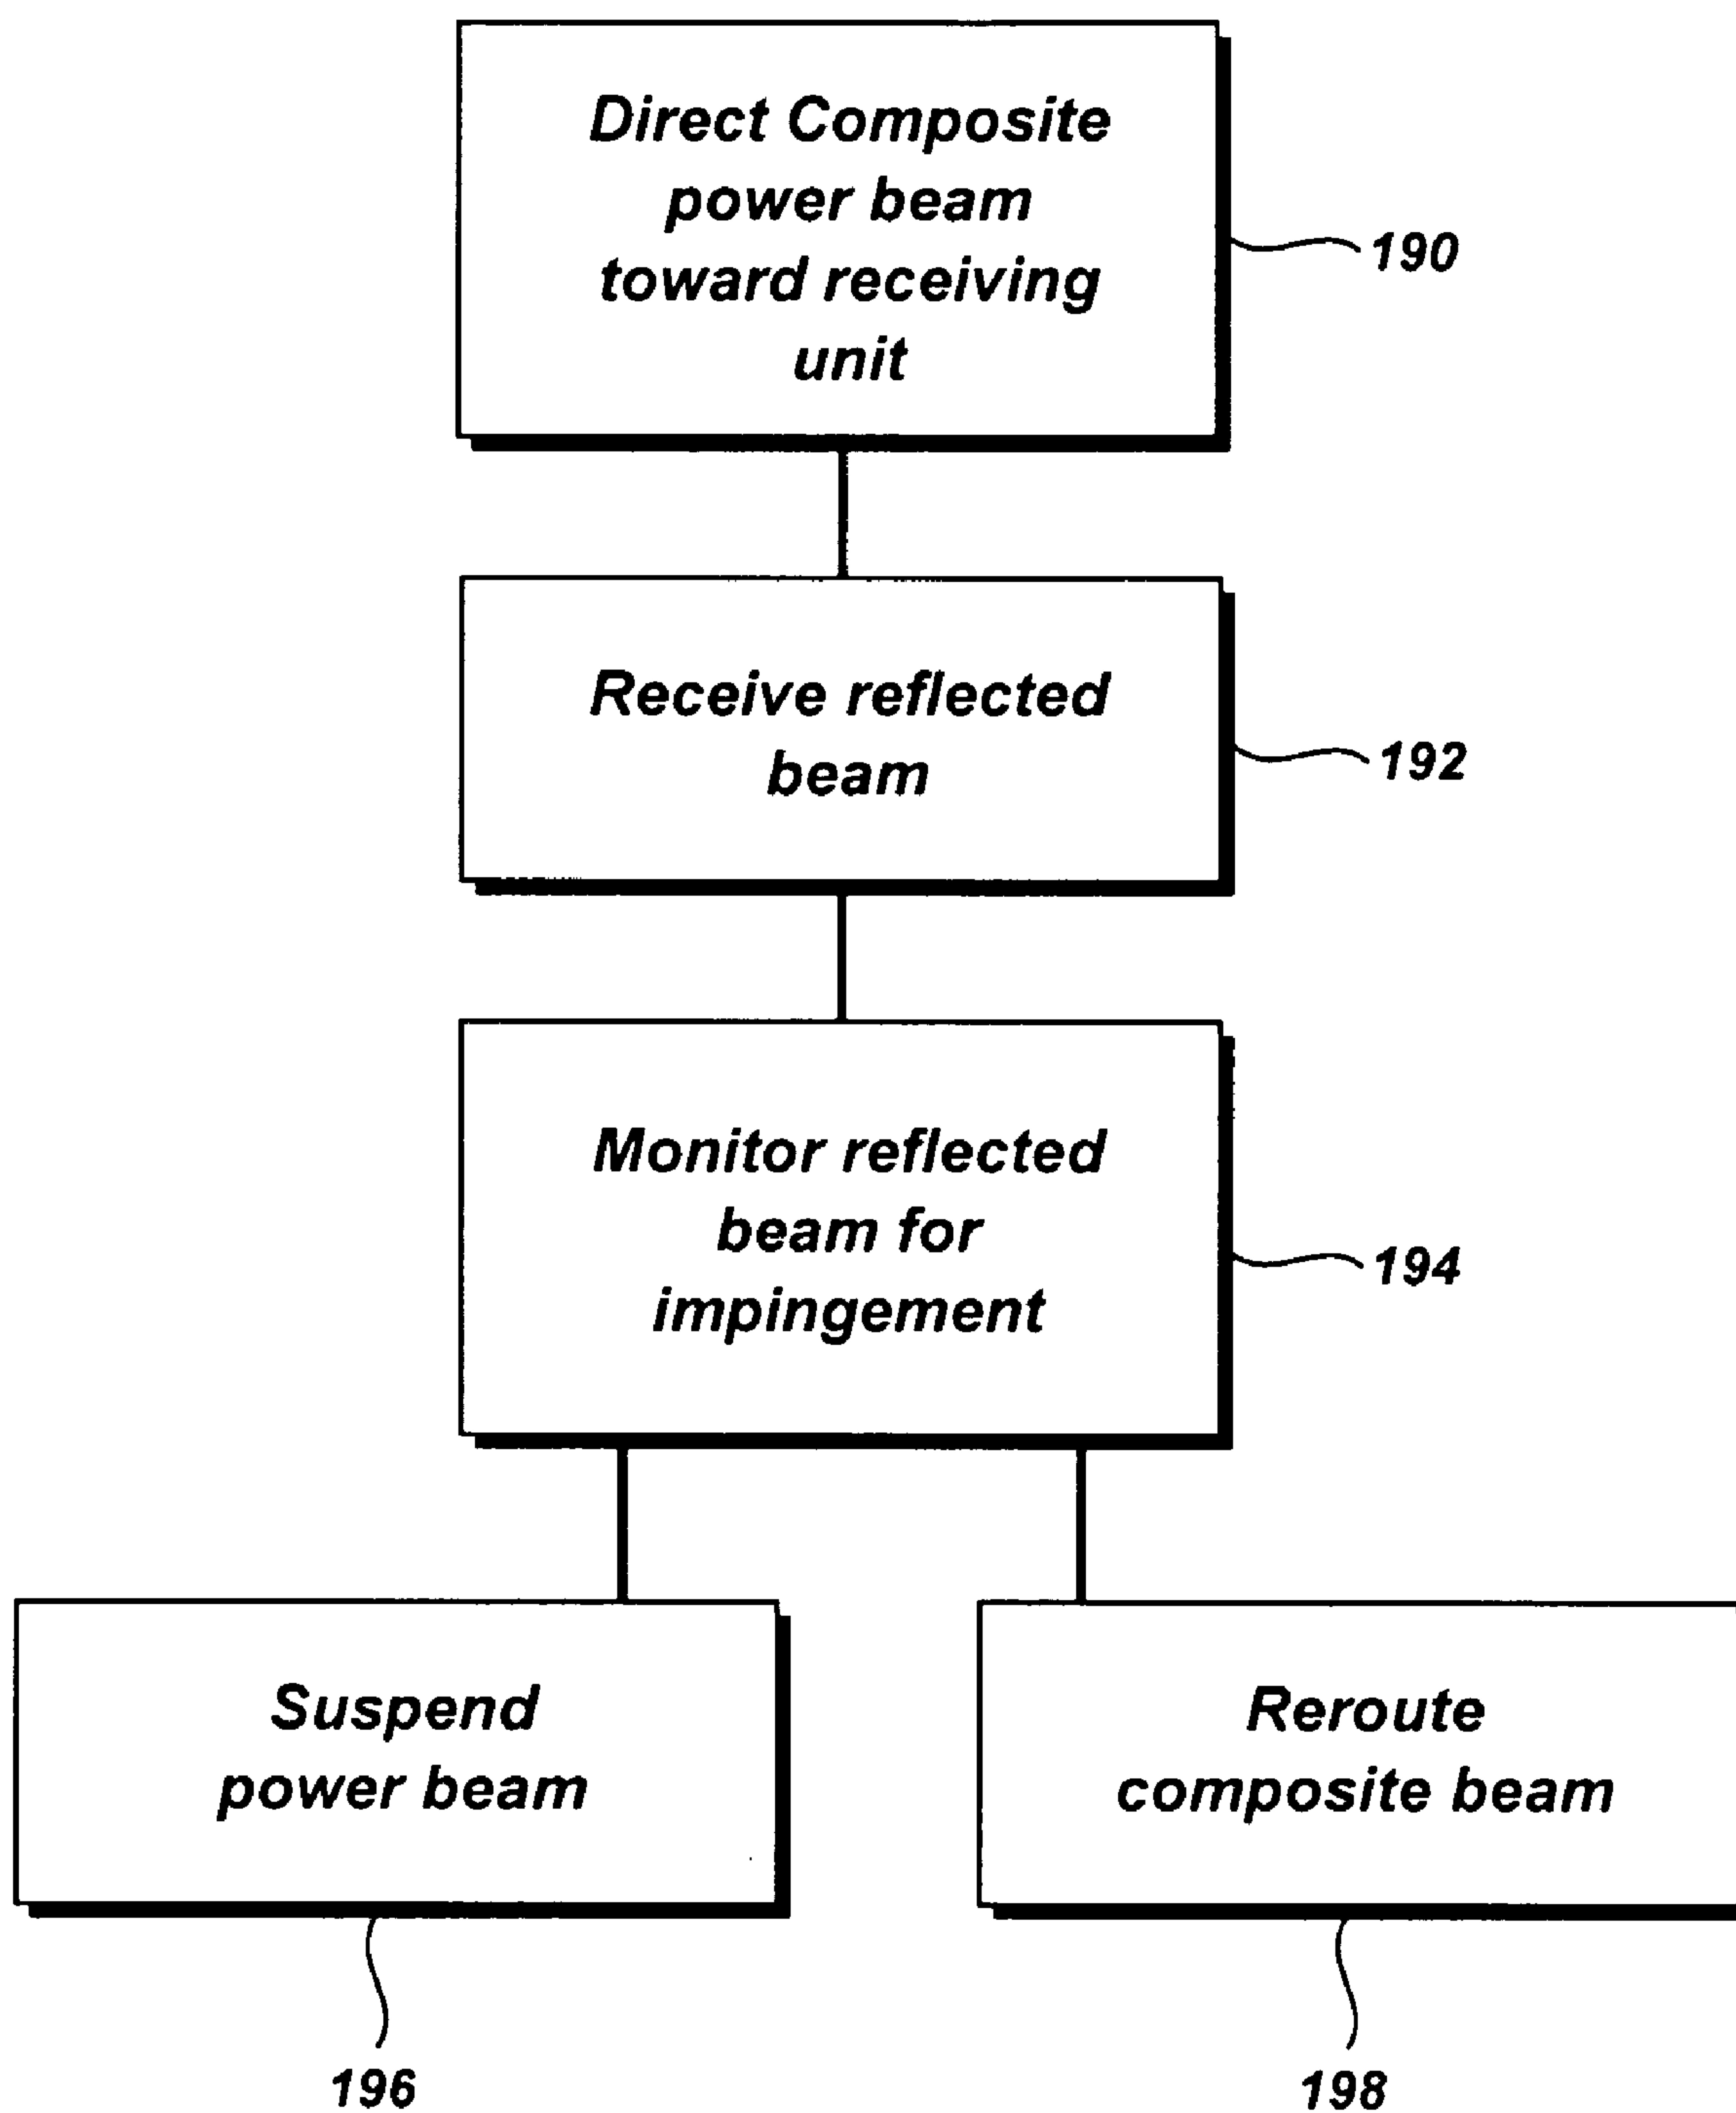 Direct Composite
power beam
toward receiving
unit
190
Receive reflected
beam
192
Monitor reflected
beam for
impingement
194
Suspend
power beam
Reroute
composite beam
196
198